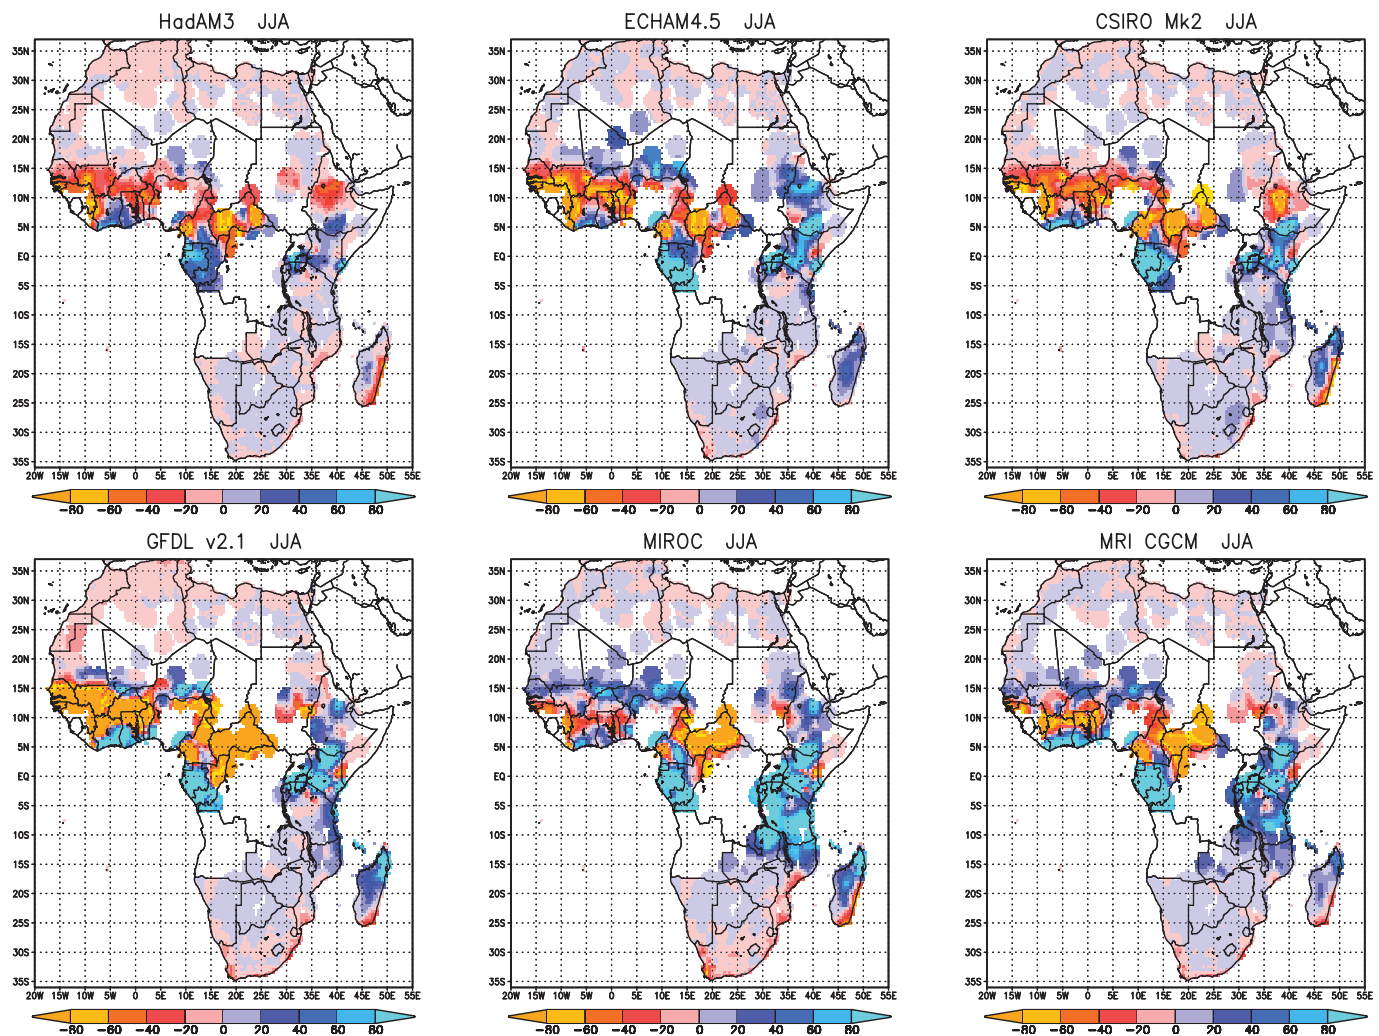 HadAM3 JJA
ECHAM4.5 JJA
CSIRO Mk2 JJA
35N 35N 35N
30N 30N 30N
25N 25N 25N
20N 20N 20N
15N 15N 15N
10N 10N 10N
5N 5N 5N
EQ EQ EQ
5S 5S 5S
10S 10S 10S
15S 15S 15S
20S 20S 20S
25S 25S 25S
30S 30S 30S
35S 35S 35S
20W 15W 10W 5W 0 5E 10E 15E 20E 25E 30E 35E 40E 45E 50E 55E
20W 15W 10W 5W 0 5E 10E 15E 20E 25E 30E 35E 40E 45E 50E 55E
20W 15W 10W 5W 0 5E 10E 15E 20E 25E 30E 35E 40E 45E 50E 55E
-80 -60 -40 -20 0 20 40 60 80
-80 -60 -40 -20 0 20 40 60 80
-80 -60 -40 -20 0 20 40 60 80
GFDL v2.1 JJA
MIROC JJA
MRI CGCM JJA
35N 35N 35N
30N 30N 30N
25N 25N 25N
20N 20N 20N
15N 15N 15N
10N 10N 10N
5N 5N 5N
EQ EQ EQ
5S 5S 5S
10S 10S 10S
15S 15S 15S
20S 20S 20S
25S 25S 25S
30S 30S 30S
35S 35S 35S
20W 15W 10W 5W 0 5E 10E 15E 20E 25E 30E 35E 40E 45E 50E 55E
20W 15W 10W 5W 0 5E 10E 15E 20E 25E 30E 35E 40E 45E 50E 55E
20W 15W 10W 5W 0 5E 10E 15E 20E 25E 30E 35E 40E 45E 50E 55E
-80 -60 -40 -20 0 20 40 60 80
-80 -60 -40 -20 0 20 40 60 80
-80 -60 -40 -20 0 20 40 60 80